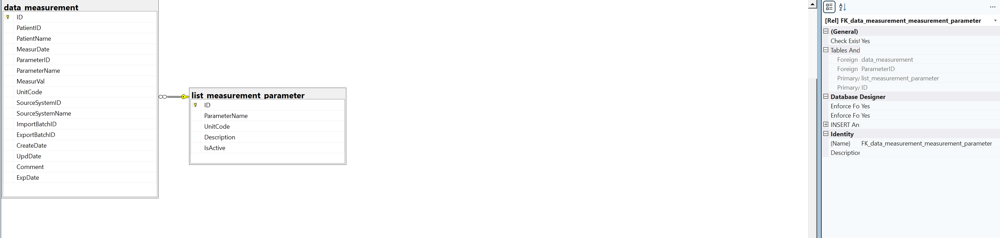 data_measurement
ID
PatientID
PatientName
MeasurDate
ParameterID
ParameterName
MeasurVal
UnitCode
SourceSystemID
SourceSystemName
ImportBatchID
ExportBatchID
CreateDate
UpdDate
Comment
ExpDate
list_measurement_parameter
ID
ParameterName
UnitCode
Description
IsActive
A
Z
...
[Rel] FK_data_measurement_measurement_parameter
(General)
Check Exist Yes
Tables And
Foreign data_measurement
Foreign ParameterID
Primary/ list_measurement_parameter
Primary/ ID
Database Designer
Enforce Fo Yes
Enforce Fo Yes
INSERT An
Identity
(Name) FK_data_measurement_measurement_parameter
Description